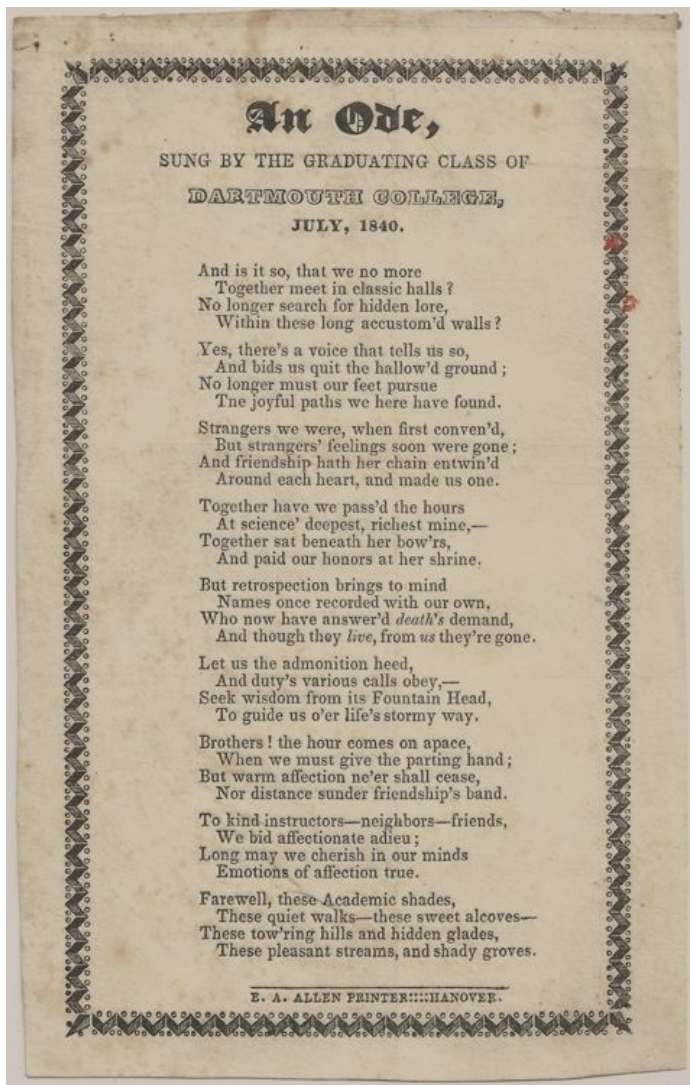 An Ode,
SUNG BY THE GRADUATING CLASS OF
DARTMOUTH COLLEGE,
JULY, 1840.
And is it so, that we no more
Together meet in classic halls?
No longer search for hidden lore,
Within these long accustom'd walls?
Yes, there's a voice that tells us so,
And bids us quit the hallow'd ground;
No longer must our feet pursue
Tne joyful paths we here have found.
Strangers we were, when first conven'd,
But strangers' feelings soon were gone;
And friendship hath her chain entwin'd
Around each heart, and made us one.
Together have we pass'd the hours
At science' deepest, richest mine,—
Together sat beneath her bow'rs,
And paid our honors at her shrine.
But retrospection brings to mind
Names once recorded with our own,
Who now have answer'd death's demand,
And though they live, from us they're gone.
Let us the admonition heed,
And duty's various calls obey,—
Seek wisdom from its Fountain Head,
To guide us o'er life's stormy way.
Brothers! the hour comes on apace,
When we must give the parting hand;
But warm affection ne'er shall cease,
Nor distance sunder friendship's band.
To kind instructors—neighbors—friends,
We bid affectionate adieu;
Long may we cherish in our minds
Emotions of affection true.
Farewell, these Academic shades,
These quiet walks—these sweet alcoves—
These tow'ring hills and hidden glades,
These pleasant streams, and shady groves.
E. A. ALLEN PRINTER::::HANOVER.